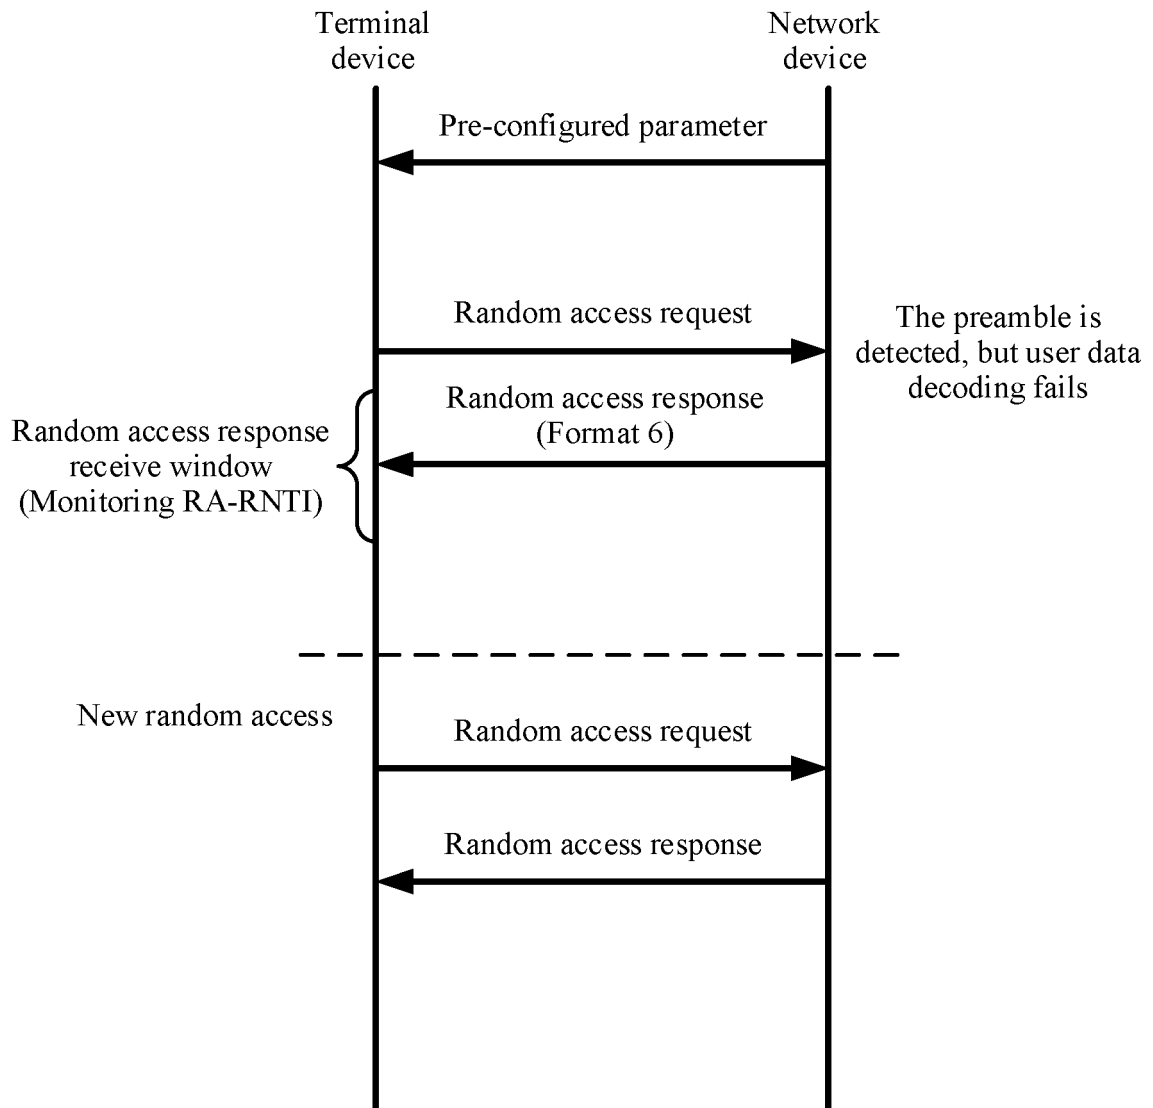 Terminal
device
Network
device
Pre-configured parameter
Random access request
The preamble is
detected, but user data
decoding fails
Random access response
(Format 6)
Random access response
receive window
(Monitoring RA-RNTI)
New random access
Random access request
Random access response